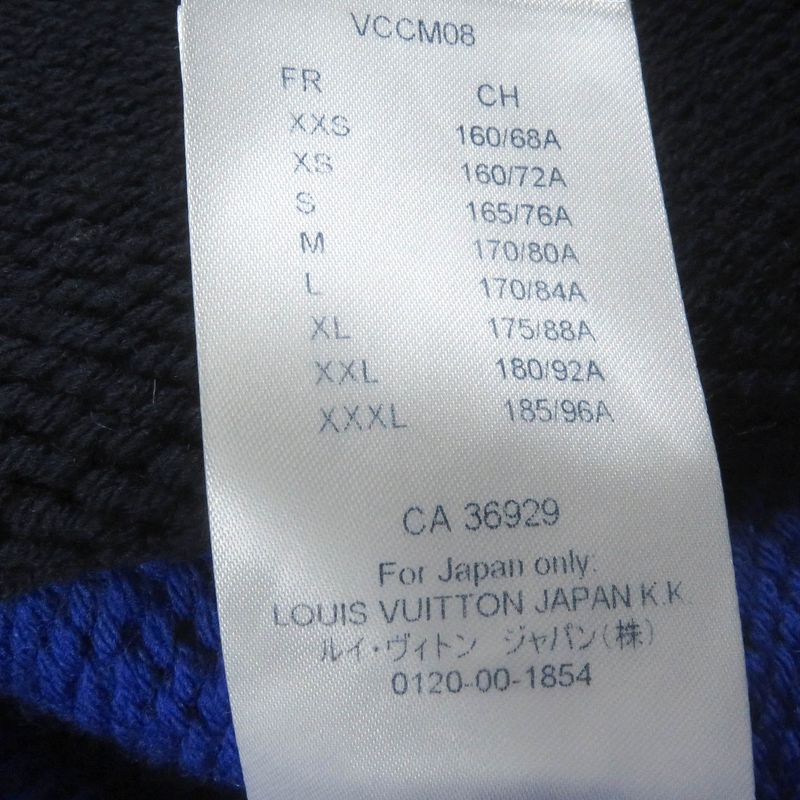 VCCM08
FR CH
XXS 160/68A
XS 160/72A
S 165/76A
M 170/80A
L 170/84A
XL 175/88A
XXL 180/92A
XXXL 185/96A
CA 36929
For Japan only:
LOUIS VUITTON JAPAN K.K.
ルイ・ヴィトン ジャパン(株)
0120-00-1854